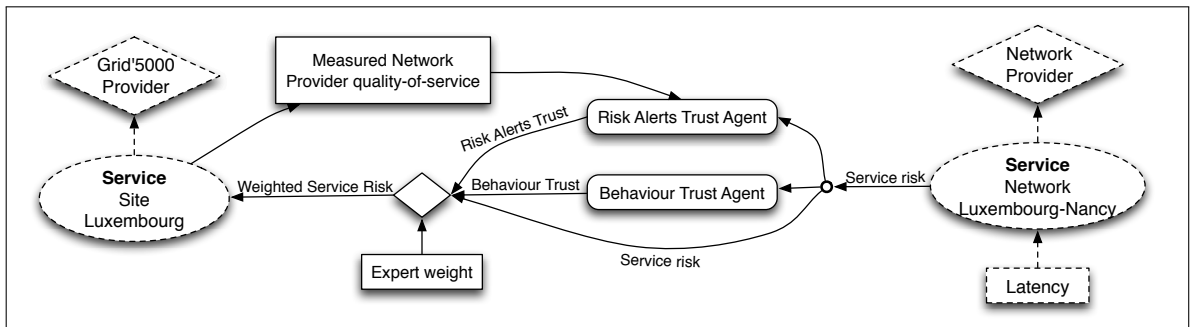 Grid'5000
Provider
Measured Network
Provider quality-of-service
Network
Provider
Risk Alerts Trust
Risk Alerts Trust Agent
Service
Site
Luxembourg
Weighted Service Risk
Behaviour Trust
Behaviour Trust Agent
Service risk
Service
Network
Luxembourg-Nancy
Expert weight
Service risk
Latency